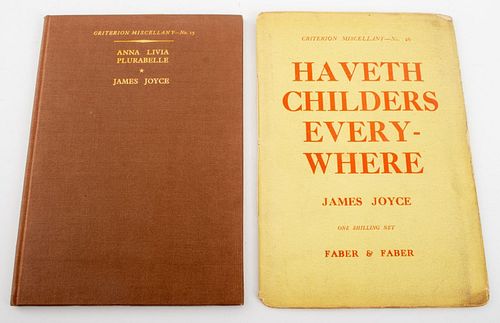 CRITERION MISCELLANY—No. 15
ANNA LIVIA
PLURABELLE
★
JAMES JOYCE
CRITERION MISCELLANY—No. 26
HAVETH
CHILDERS
EVERY-
WHERE
JAMES JOYCE
ONE SHILLING NET
FABER & FABER